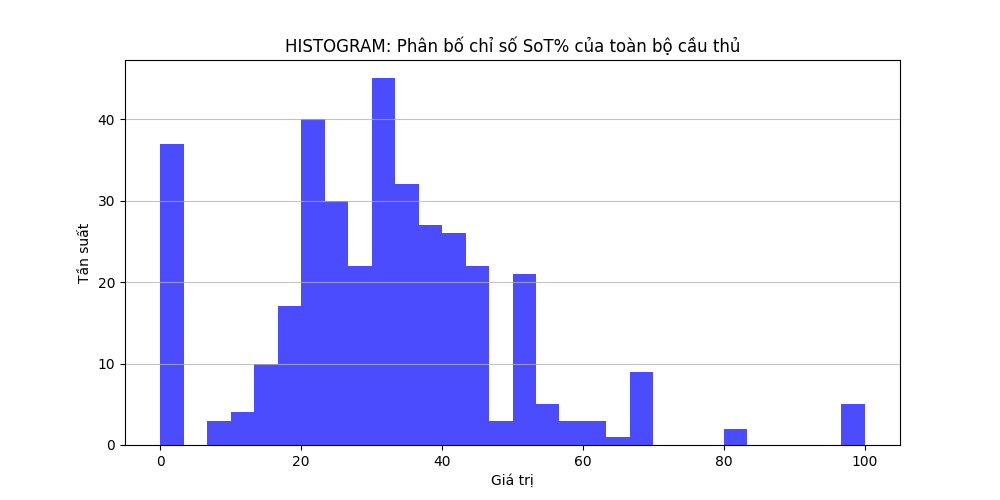 HISTOGRAM: Phân bố chỉ số SoT% của toàn bộ cầu thủ
40
30
20
10
0
Tần suất
0 20 40 60 80 100
Giá trị